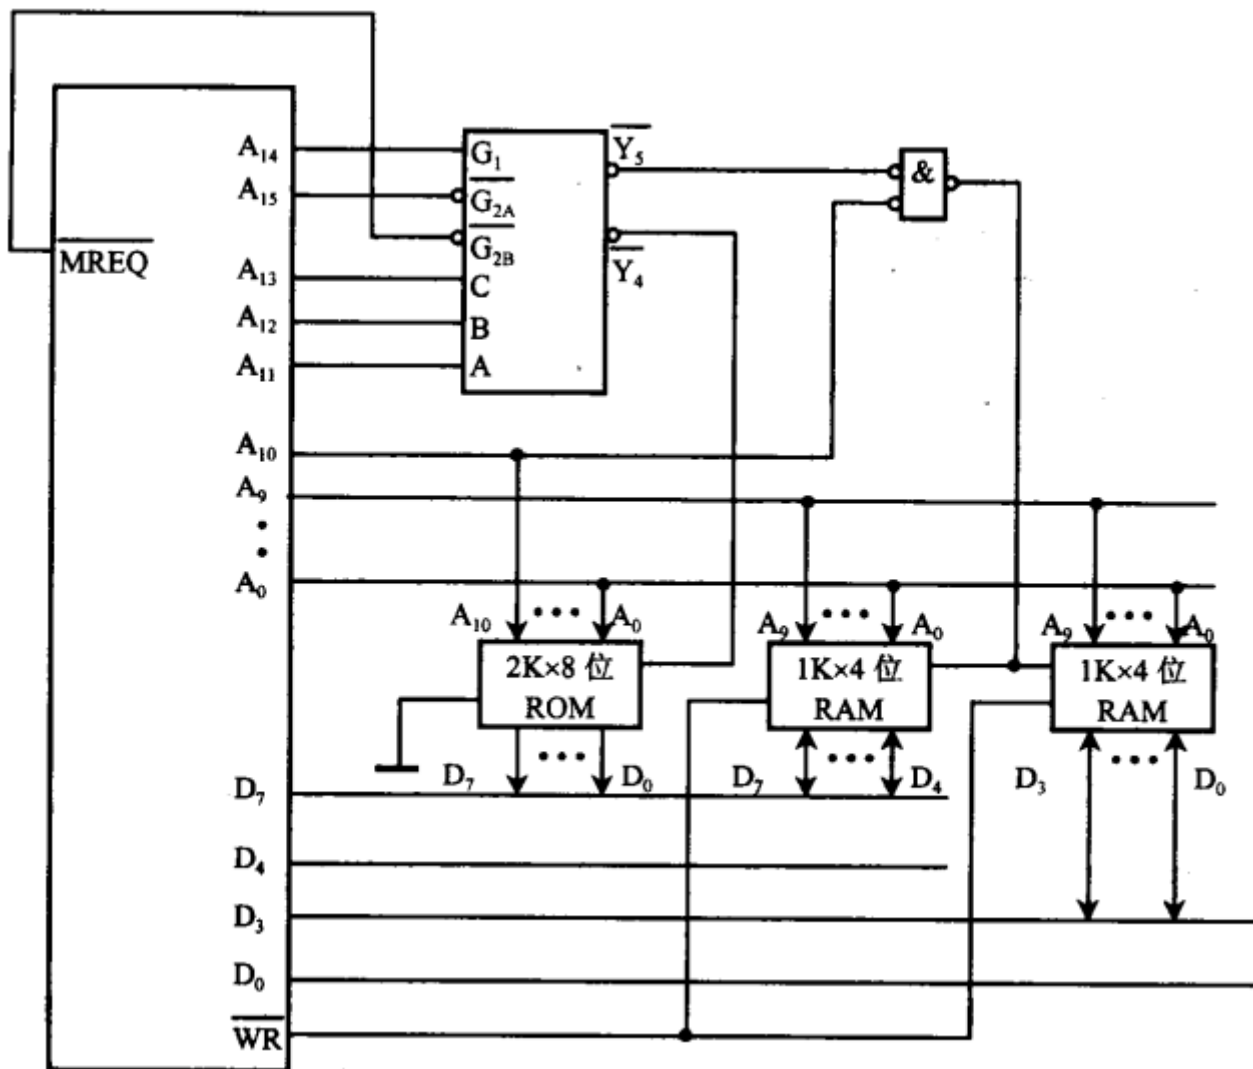 A₁₄
A₁₅
MREQ
A₁₃
A₁₂
A₁₁
A₁₀
A₉
A₀
D₇
D₄
D₃
D₀
WR
G₁
G₂A
G₂B
C
B
A
Y₅
Y₄
&
A₁₀ ••• A₀
2K×8 位
ROM
D₇ ••• D₀
A₉ ••• A₀
1K×4 位
RAM
D₇ ••• D₄
A₉ ••• A₀
1K×4 位
RAM
D₃ ••• D₀